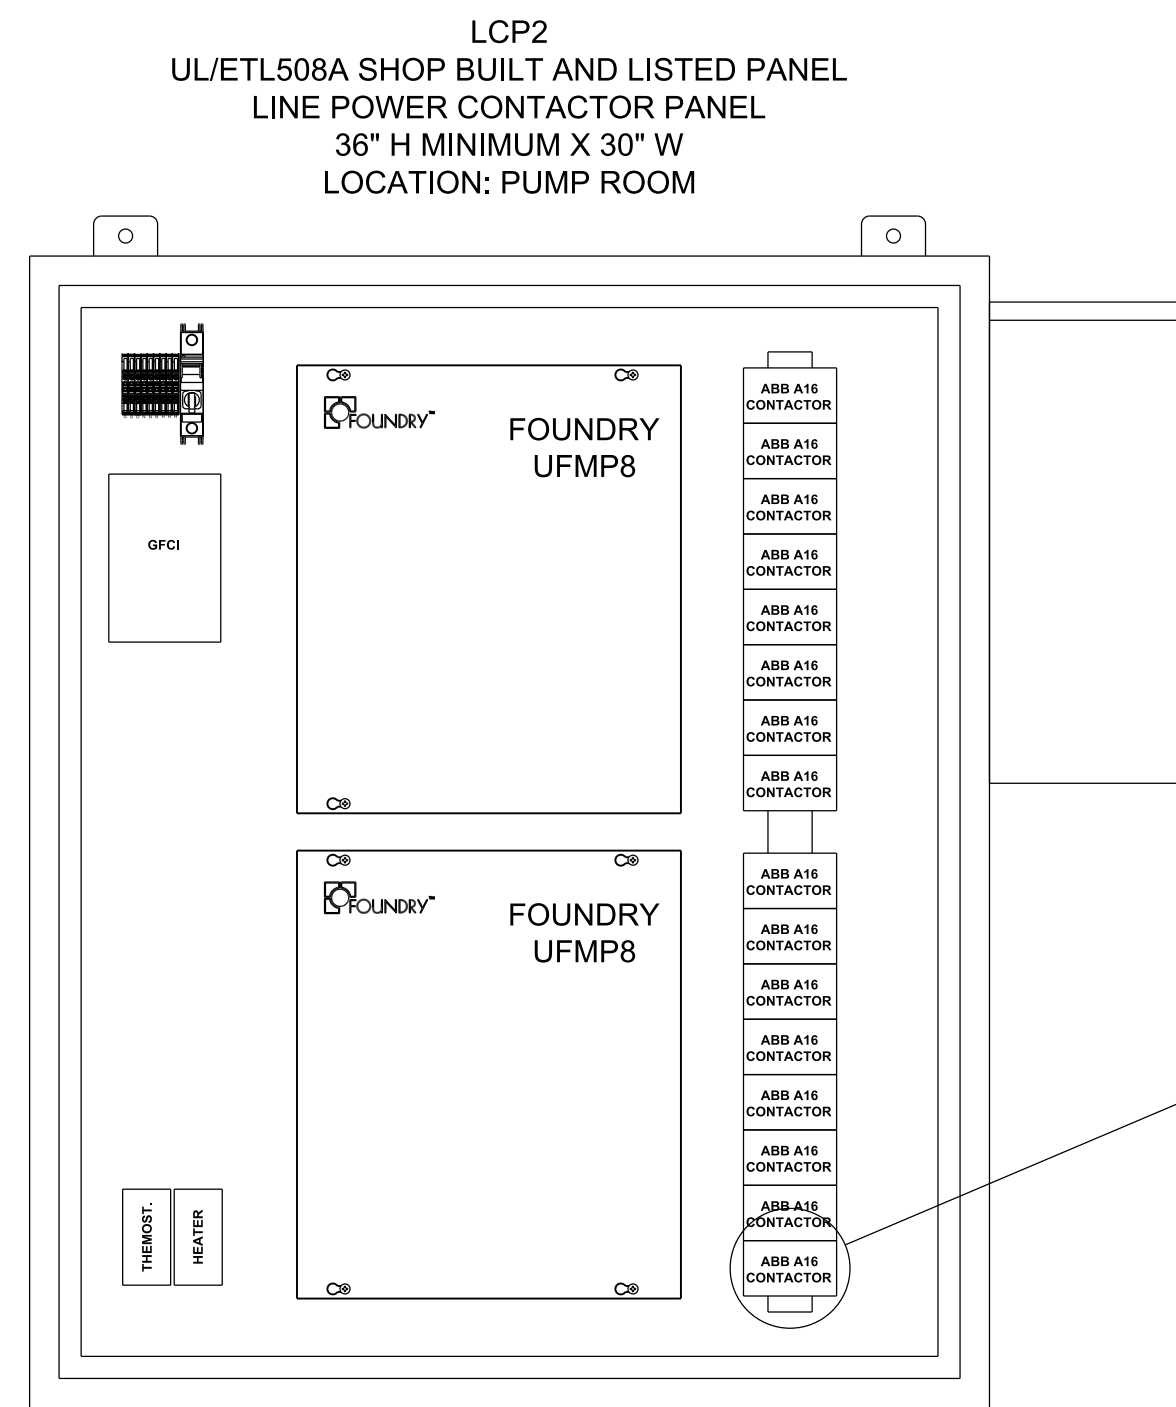 LCP2
UL/ETL508A SHOP BUILT AND LISTED PANEL
LINE POWER CONTACTOR PANEL
36" H MINIMUM X 30" W
LOCATION: PUMP ROOM
GFCI
THEMOST.
HEATER
FOUNDRY™
FOUNDRY
UFMP8
FOUNDRY™
FOUNDRY
UFMP8
ABB A16
CONTACTOR
ABB A16
CONTACTOR
ABB A16
CONTACTOR
ABB A16
CONTACTOR
ABB A16
CONTACTOR
ABB A16
CONTACTOR
ABB A16
CONTACTOR
ABB A16
CONTACTOR
ABB A16
CONTACTOR
ABB A16
CONTACTOR
ABB A16
CONTACTOR
ABB A16
CONTACTOR
ABB A16
CONTACTOR
ABB A16
CONTACTOR
ABB A16
CONTACTOR
ABB A16
CONTACTOR